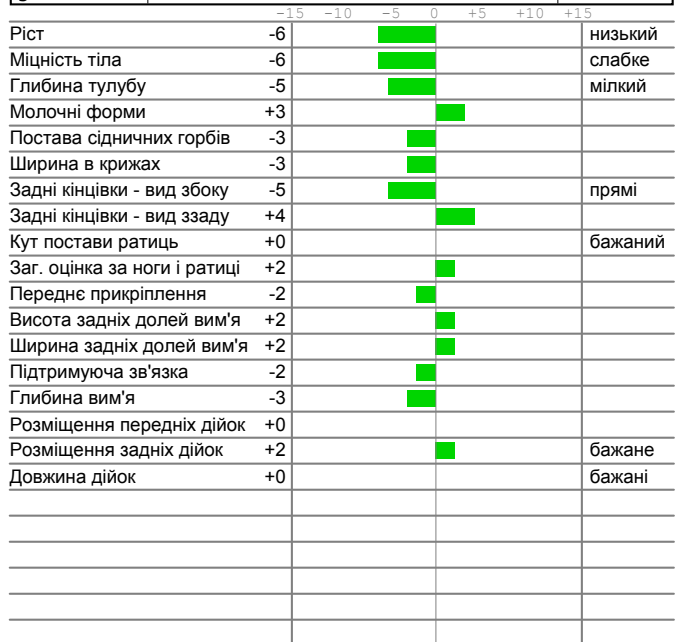 -15 -10 -5 0 +5 +10 +15
Ріст -6 низький
Міцність тіла -6 слабке
Глибина тулубу -5 мілкий
Молочні форми +3
Постава сідничних горбів -3
Ширина в крижах -3
Задні кінцівки - вид збоку -5 прямі
Задні кінцівки - вид ззаду +4
Кут постави ратиць +0 бажаний
Заг. оцінка за ноги і ратиці +2
Переднє прикріплення -2
Висота задніх долей вим'я +2
Ширина задніх долей вим'я +2
Підтримуюча зв'язка -2
Глибина вим'я -3
Розміщення передніх дійок +0
Розміщення задніх дійок +2 бажане
Довжина дійок +0 бажані